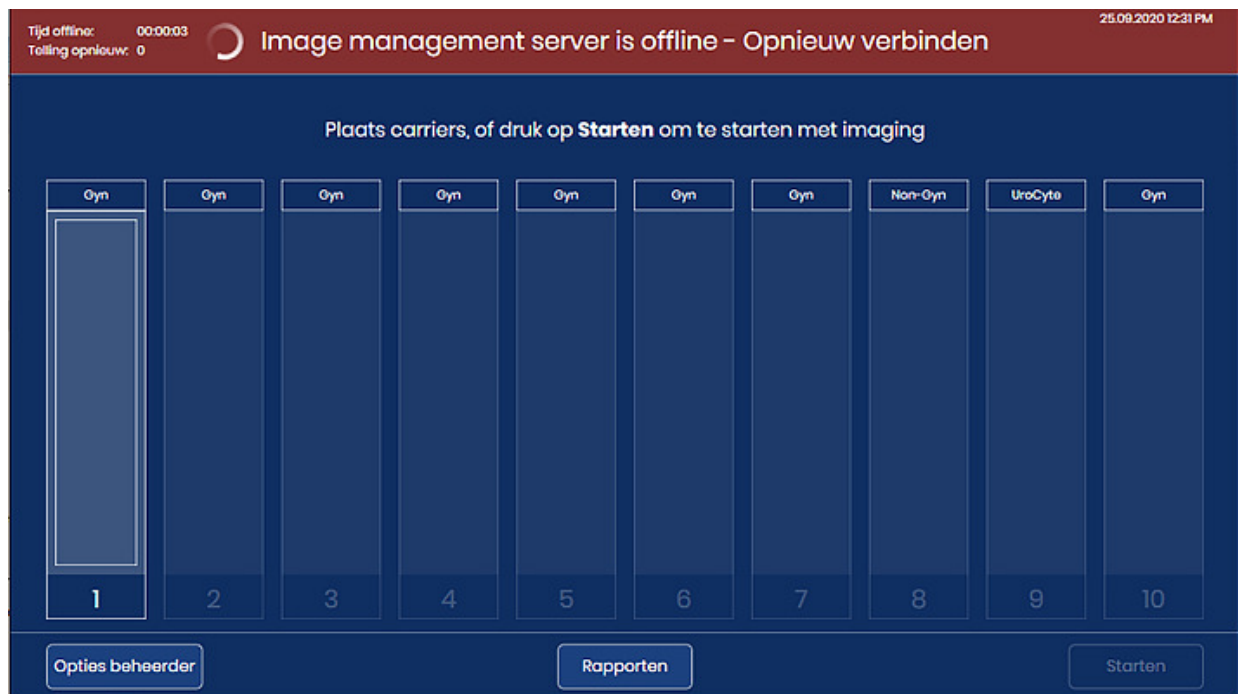 Tijd offline: 00:00:03
Telling opnieuw: 0
Image management server is offline - Opnieuw verbinden
25.09.2020 12:31 PM
Plaats carriers, of druk op Starten om te starten met imaging
Gyn Gyn Gyn Gyn Gyn Gyn Gyn Non-Gyn UroCyte Gyn
1 2 3 4 5 6 7 8 9 10
Opties beheerder Rapporten Starten